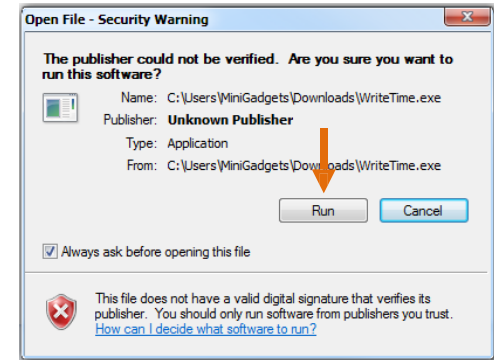 Open File - Security Warning
The publisher could not be verified. Are you sure you want to
run this software?
Name: C:\Users\MiniGadgets\Downloads\WriteTime.exe
Publisher: Unknown Publisher
Type: Application
From: C:\Users\MiniGadgets\Downloads\WriteTime.exe
Run Cancel
Always ask before opening this file
This file does not have a valid digital signature that verifies its
publisher. You should only run software from publishers you trust.
How can I decide what software to run?